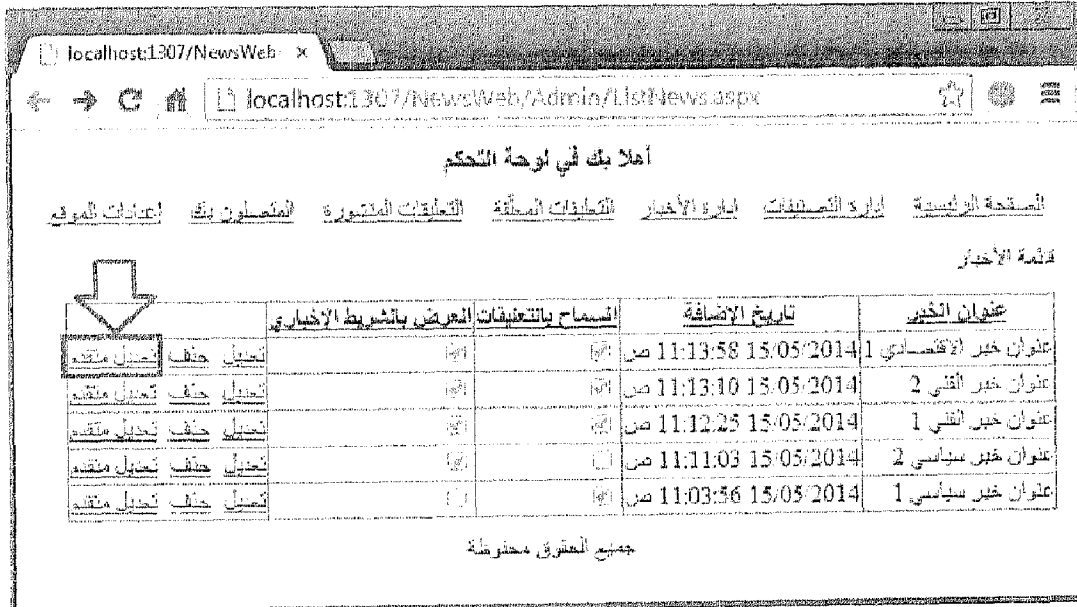 localhost:1307/NewsWeb
localhost:1307/NewsWeb/Admin/ListNews.aspx
أهلا بك في لوحة التحكم
الصفحة الرئيسية إدارة التصنيفات إدارة الأخبار التعليقات المعلقة التعليقات المنشورة المتصلون بك إعدادات الموقع
قائمة الأخبار
عنوان الخبر تاريخ الإضافة السماح بالتعليقات العرض بالشريط الإخباري
عنوان خبر الاقتصادي 1 15/05/2014 11:13:58 ص تعديل حذف تعديل متقدم
عنوان خبر الفني 2 15/05/2014 11:13:10 ص تعديل حذف تعديل متقدم
عنوان خبر الفني 1 15/05/2014 11:12:25 ص تعديل حذف تعديل متقدم
عنوان خبر سياسي 2 15/05/2014 11:11:03 ص تعديل حذف تعديل متقدم
عنوان خبر سياسي 1 15/05/2014 11:03:56 ص تعديل حذف تعديل متقدم
جميع الحقوق محفوظة